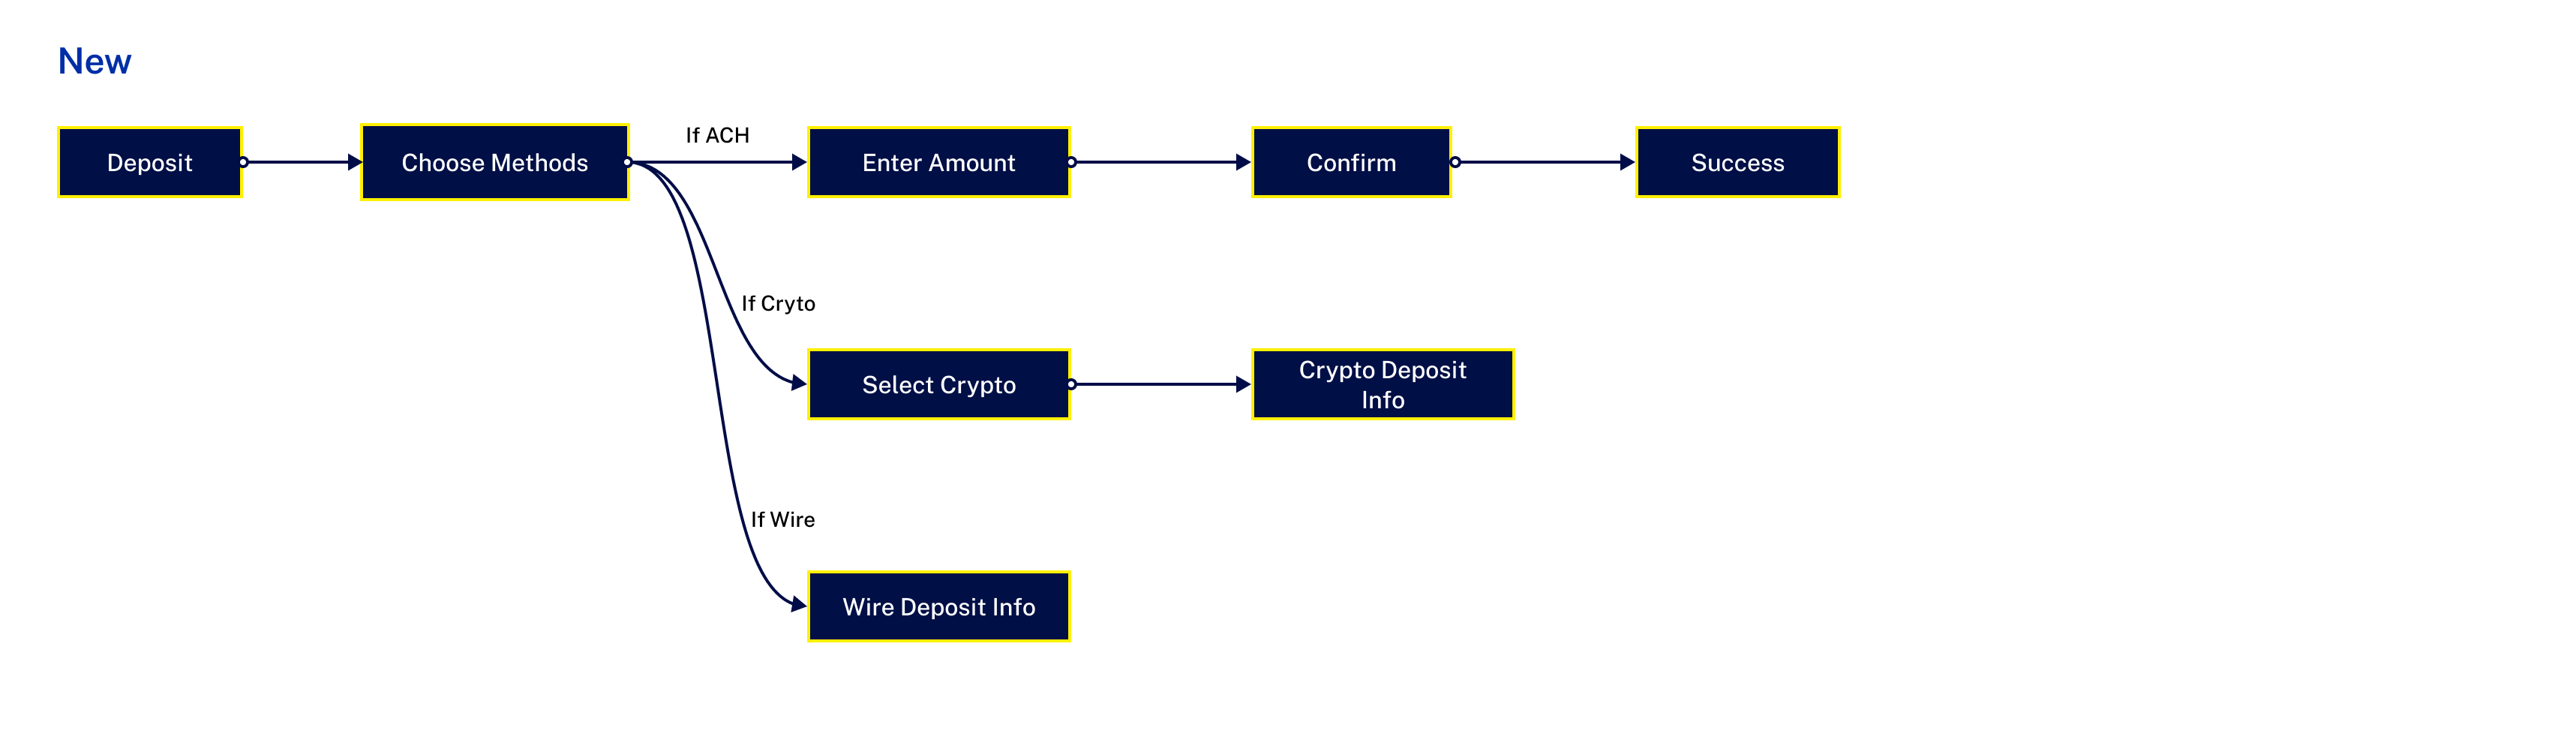 New
Deposit
Choose Methods
If ACH
Enter Amount
Confirm
Success
If Cryto
Select Crypto
Crypto Deposit
Info
If Wire
Wire Deposit Info